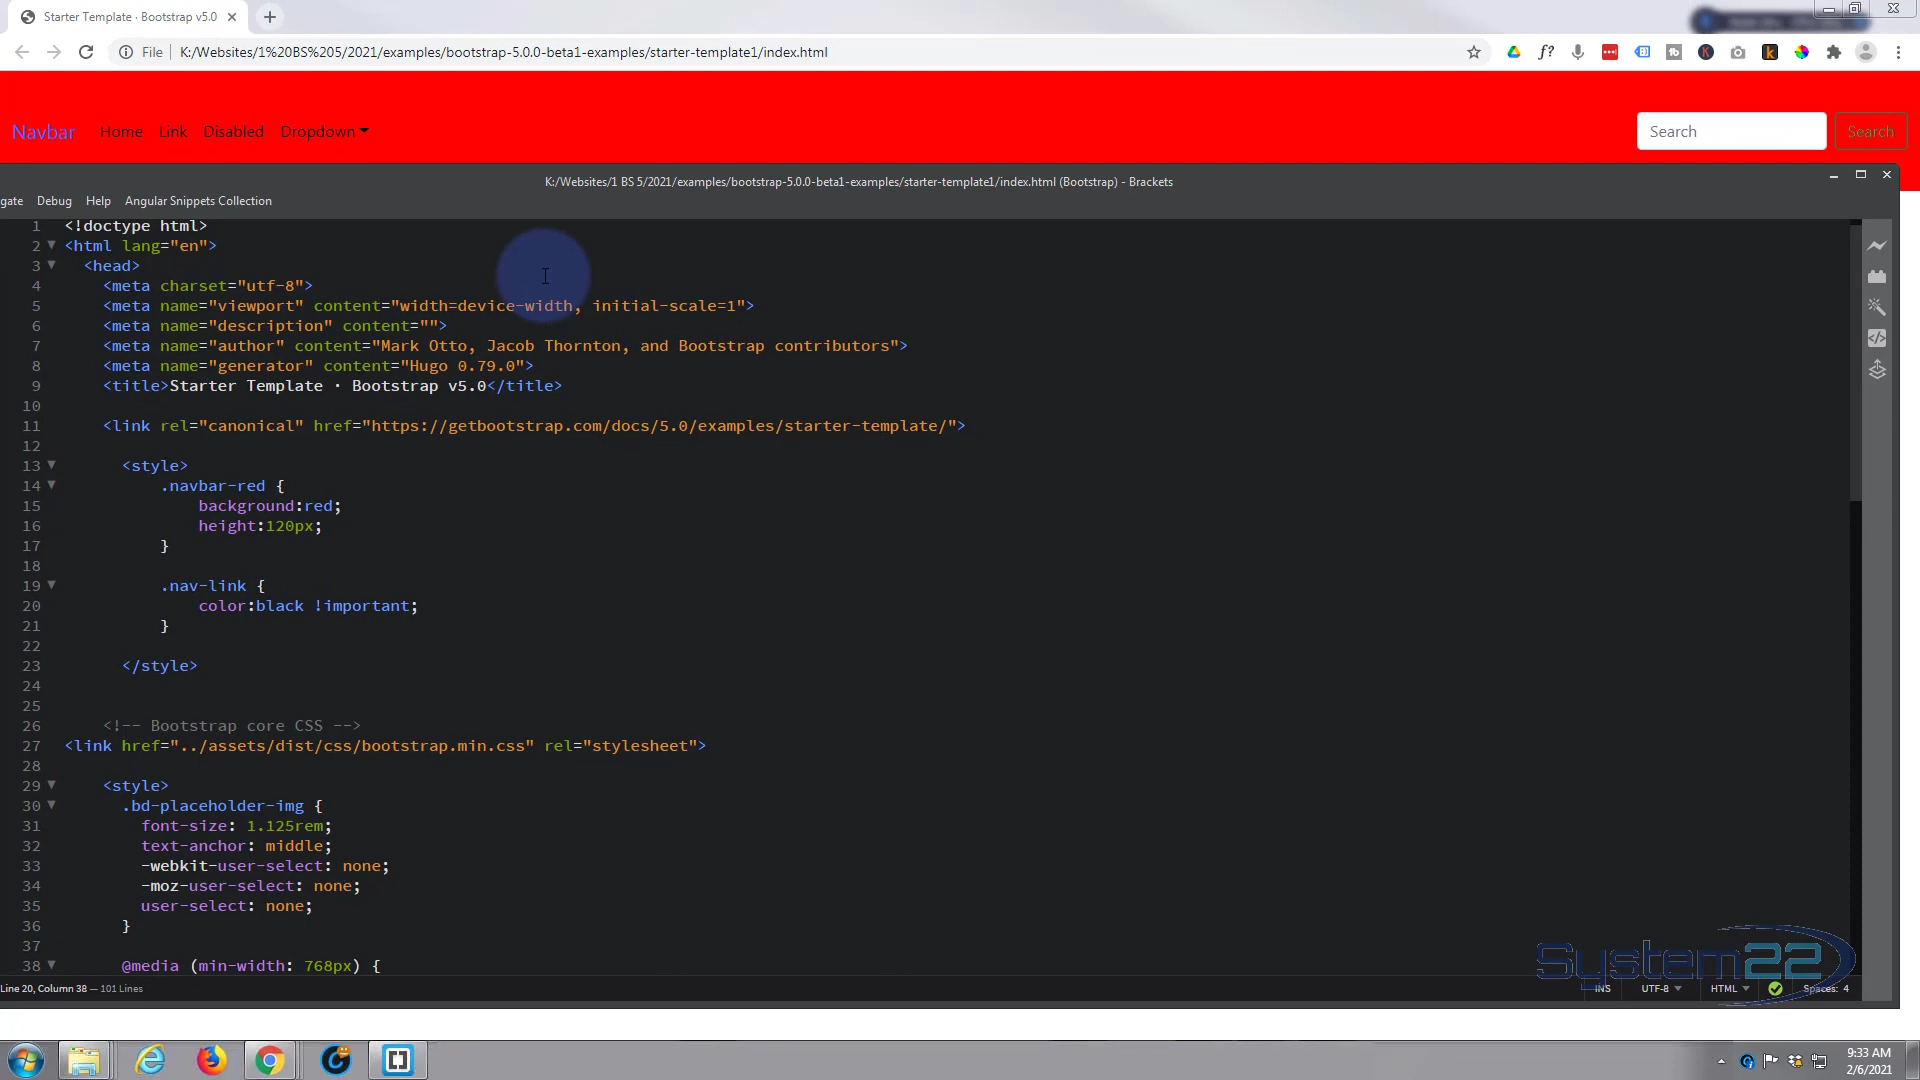 Starter Template · Bootstrap v5.0
File K:/Websites/1%20BS%205/2021/examples/bootstrap-5.0.0-beta1-examples/starter-template1/index.html
Navbar Home Link Disabled Dropdown Search Search
K:/Websites/1 BS 5/2021/examples/bootstrap-5.0.0-beta1-examples/starter-template1/index.html (Bootstrap) - Brackets
gate Debug Help Angular Snippets Collection
1 <!doctype html>
2 <html lang="en">
3 <head>
4 <meta charset="utf-8">
5 <meta name="viewport" content="width=device-width, initial-scale=1">
6 <meta name="description" content="">
7 <meta name="author" content="Mark Otto, Jacob Thornton, and Bootstrap contributors">
8 <meta name="generator" content="Hugo 0.79.0">
9 <title>Starter Template · Bootstrap v5.0</title>
10
11 <link rel="canonical" href="https://getbootstrap.com/docs/5.0/examples/starter-template/">
12
13 <style>
14 .navbar-red {
15 background:red;
16 height:120px;
17 }
18
19 .nav-link {
20 color:black !important;
21 }
22
23 </style>
24
25
26 <!-- Bootstrap core CSS -->
27 <link href="../assets/dist/css/bootstrap.min.css" rel="stylesheet">
28
29 <style>
30 .bd-placeholder-img {
31 font-size: 1.125rem;
32 text-anchor: middle;
33 -webkit-user-select: none;
34 -moz-user-select: none;
35 user-select: none;
36 }
37
38 @media (min-width: 768px) {
System22
Line 20, Column 38 — 101 Lines INS UTF-8 HTML Spaces: 4
9:33 AM
2/6/2021